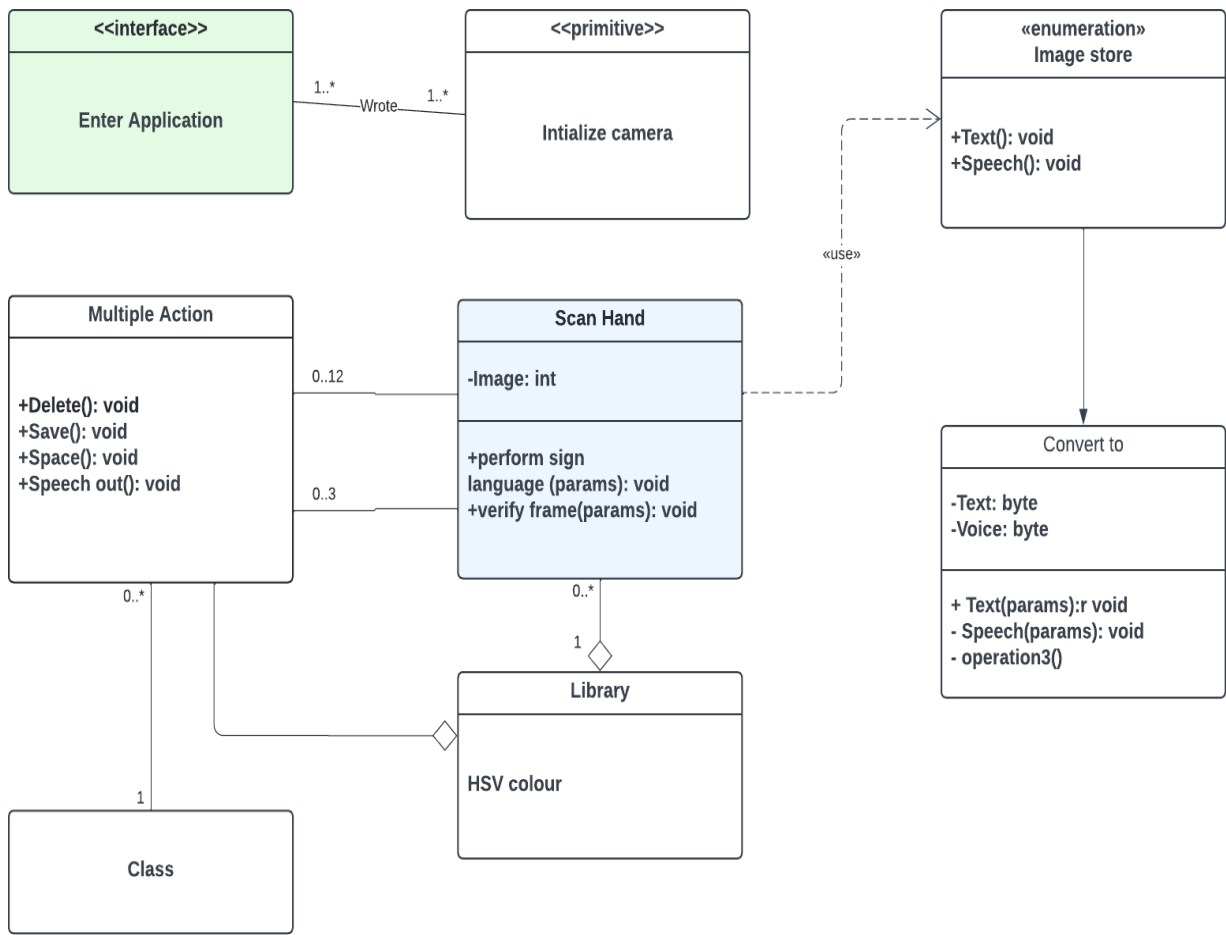 <<interface>>
Enter Application
1..*
Wrote
1..*
<<primitive>>
Intialize camera
«enumeration»
Image store
+Text(): void
+Speech(): void
«use»
Multiple Action
+Delete(): void
+Save(): void
+Space(): void
+Speech out(): void
0..12
0..3
Scan Hand
-Image: int
+perform sign
language (params): void
+verify frame(params): void
Convert to
-Text: byte
-Voice: byte
+ Text(params):r void
- Speech(params): void
- operation3()
0..*
1
0..*
1
Library
HSV colour
Class